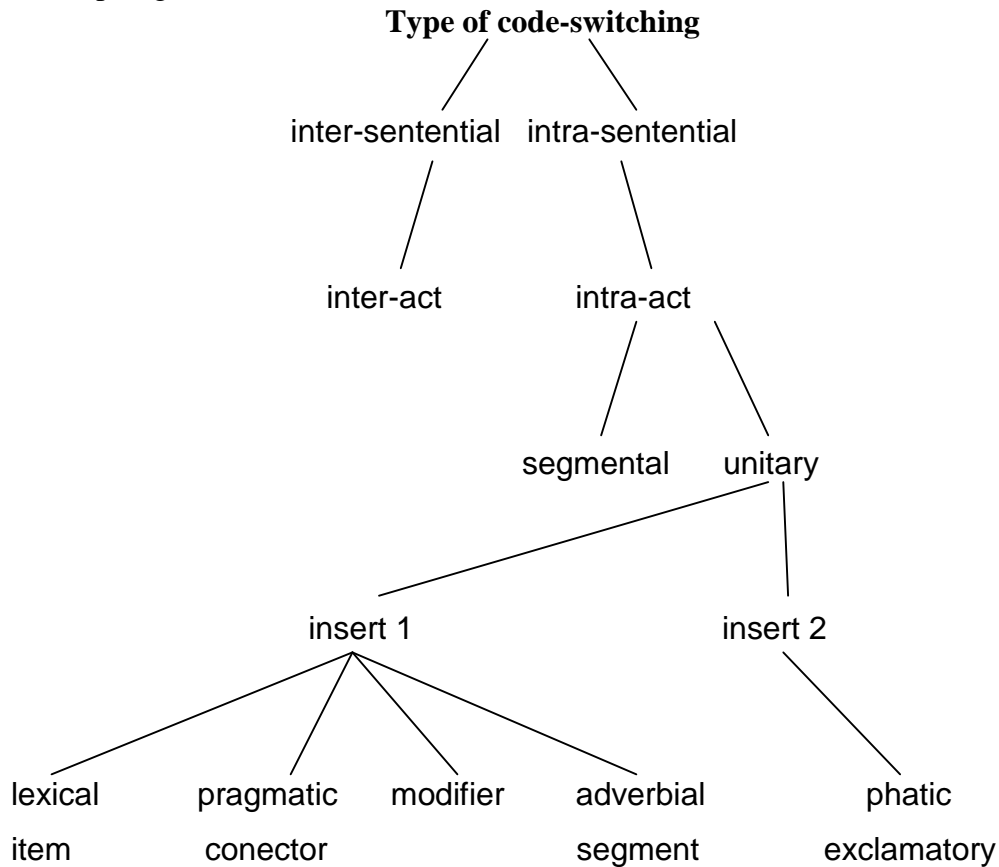 Type of code-switching
inter-sentential intra-sentential
inter-act intra-act
segmental unitary
insert 1 insert 2
lexical pragmatic modifier adverbial phatic
item conector segment exclamatory